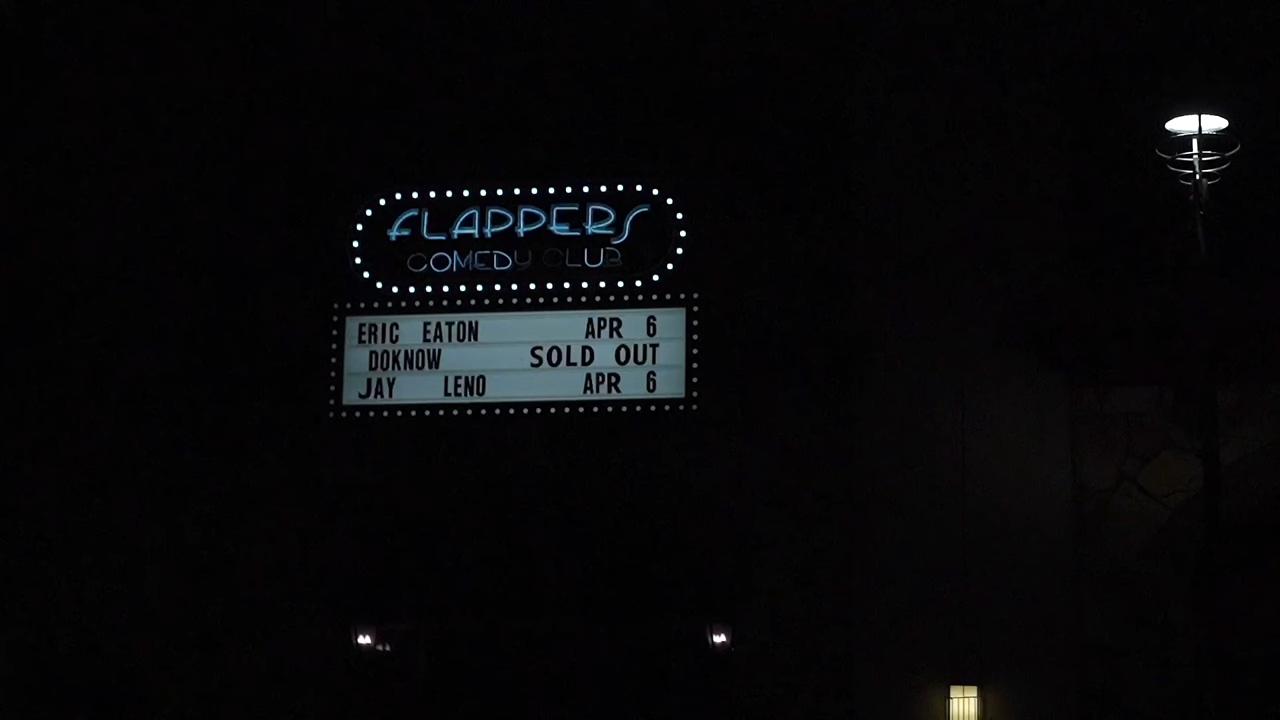 FLAPPERS
COMEDY CLUB
ERIC EATON APR 6
DOKNOW SOLD OUT
JAY LENO APR 6